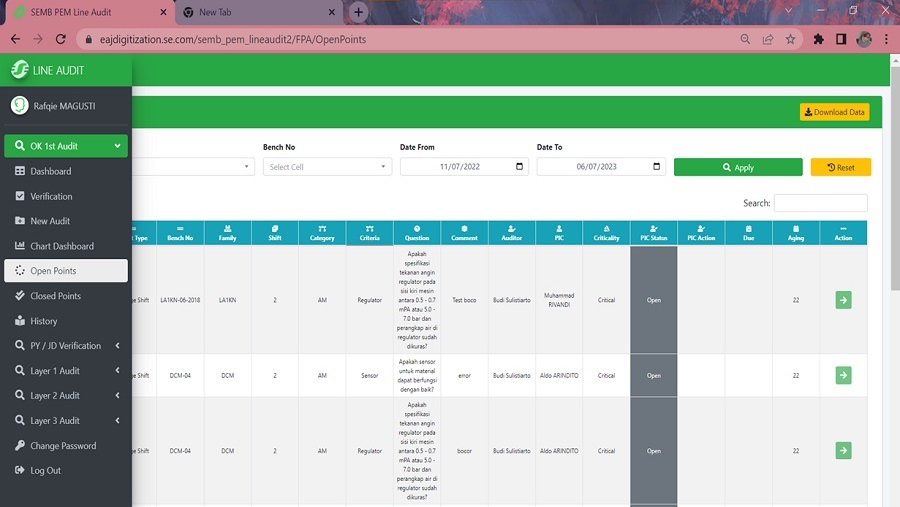 SEMB PEM Line Audit
New Tab
eajdigitization.se.com/semb_pem_lineaudit2/FPA/OpenPoints
LINE AUDIT
Rafqie MAGUSTI
OK 1st Audit
Dashboard
Verification
New Audit
Chart Dashboard
Open Points
Closed Points
History
PY / JD Verification
Layer 1 Audit
Layer 2 Audit
Layer 3 Audit
Change Password
Log Out
Download Data
Bench No
Date From
Date To
Select Cell
11/07/2022
06/07/2023
Apply
Reset
Search:
Type Bench No Family Shift Category Criteria Question Comment Auditor PIC Criticality PIC Status PIC Action Due Aging Action
Shift LA1KN-06-2018 LA1KN 2 AM Regulator
Apakah
spesifikasi
tekanan angin
regulator pada
sisi kiri mesin
antara 0.5 - 0.7
mPA atau 5.0 -
7.0 bar dan
perangkap air di
regulator sudah
dikuras?
Test boco Budi Sulistiarto
Muhammad
RIVANDI
Critical Open 22
Shift DCM-04 DCM 2 AM Sensor
Apakah sensor
untuk material
dapat berfungsi
dengan baik?
error Budi Sulistiarto Aldo ARINDITO Critical Open 22
Shift DCM-04 DCM 2 AM Regulator
Apakah
spesifikasi
tekanan angin
regulator pada
sisi kiri mesin
antara 0.5 - 0.7
mPA atau 5.0 -
7.0 bar dan
perangkap air di
regulator sudah
dikuras?
bocor Budi Sulistiarto Aldo ARINDITO Critical Open 22